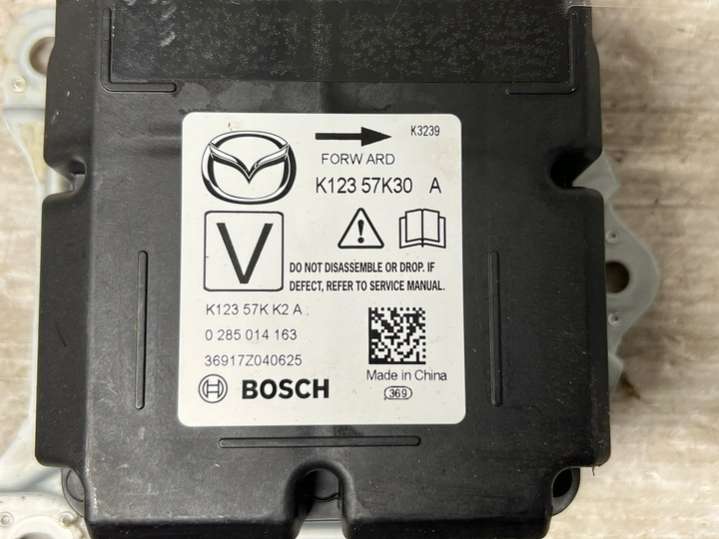 K3239
FORWARD
K123 57K30 A
V
DO NOT DISASSEMBLE OR DROP. IF
DEFECT, REFER TO SERVICE MANUAL.
K123 57K K2 A
0 285 014 163
36917Z040625
BOSCH
Made in China
369